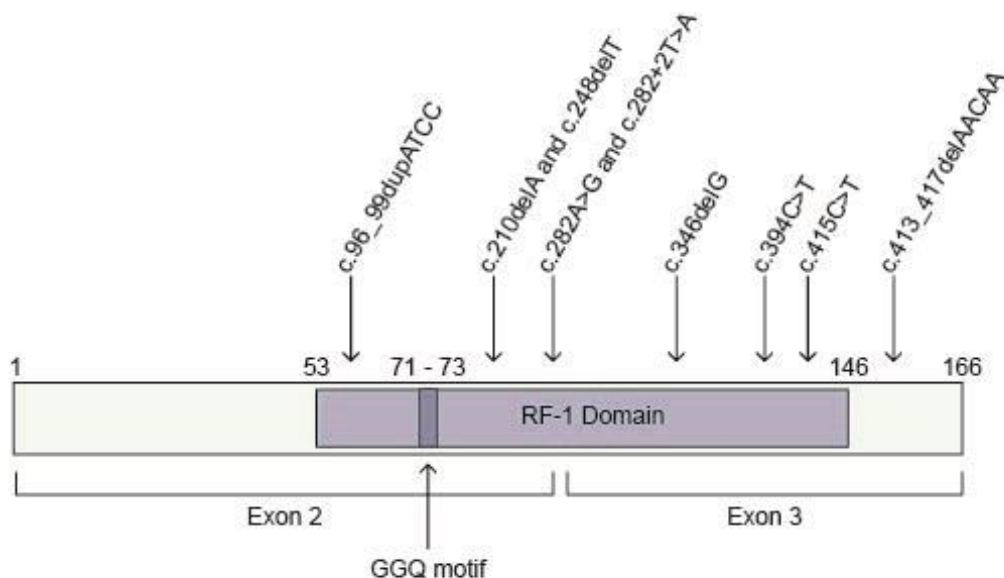 c.96_99dupATCC
c.210delA and c.248delT
c.282A>G and c.282+2T>A
c.346delG
c.394C>T
c.415C>T
c.413_417delAACAA
1 53 71 - 73 146 166
RF-1 Domain
Exon 2 Exon 3
GGQ motif